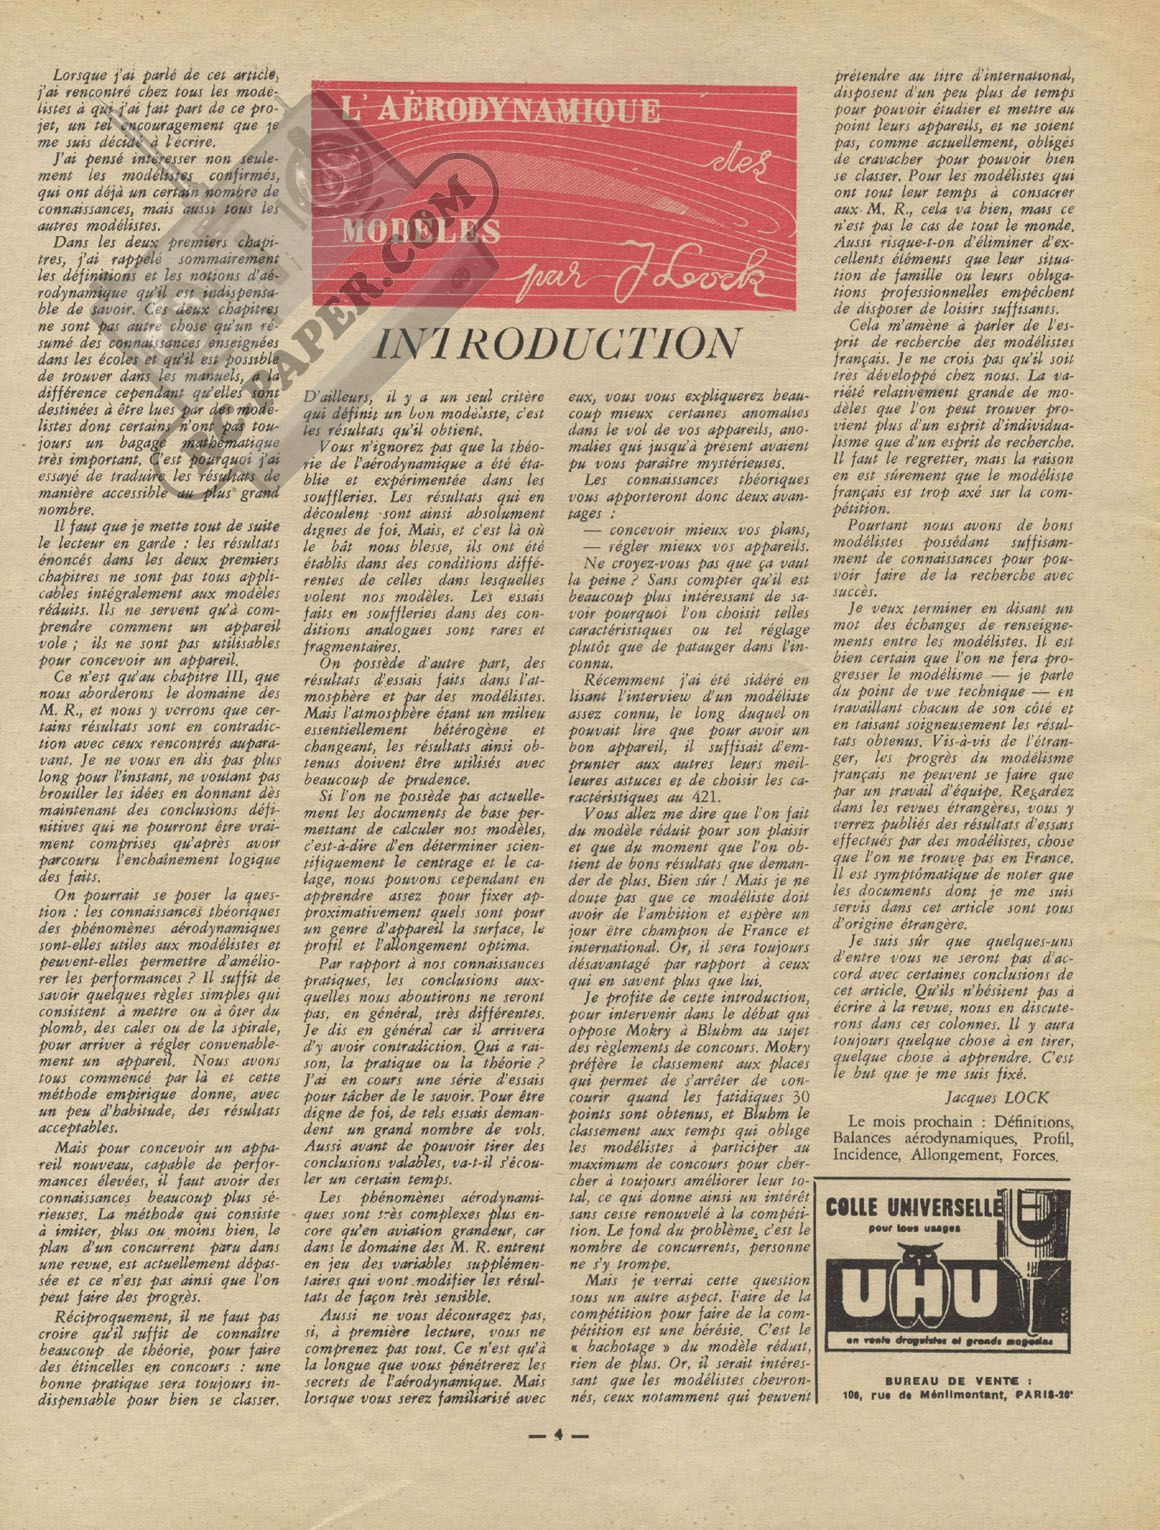 L'AÉRODYNAMIQUE
des
MODÈLES
par J Lock
INTRODUCTION
Lorsque j'ai parlé de cet article,
j'ai rencontré chez tous les modé-
listes à qui j'ai fait part de ce pro-
jet, un tel encouragement que je
me suis décidé à l'écrire.
J'ai pensé intéresser non seule-
ment les modélistes confirmés,
qui ont déjà un certain nombre de
connaissances, mais aussi tous les
autres modélistes.
Dans les deux premiers chapi-
tres, j'ai rappelé sommairement
les définitions et les notions d'aé-
rodynamique qu'il est indispensa-
ble de savoir. Ces deux chapitres
ne sont pas autre chose qu'un ré-
sumé des connaissances enseignées
dans les écoles et qu'il est possible
de trouver dans les manuels, à la
différence cependant qu'elles sont
destinées à être lues par des modé-
listes dont certains n'ont pas tou-
jours un bagage mathématique
très important. C'est pourquoi j'ai
essayé de traduire les résultats de
manière accessible au plus grand
nombre.
Il faut que je mette tout de suite
le lecteur en garde : les résultats
énoncés dans les deux premiers
chapitres ne sont pas tous appli-
cables intégralement aux modèles
réduits. Ils ne servent qu'à com-
prendre comment un appareil
vole ; ils ne sont pas utilisables
pour concevoir un appareil.
Ce n'est qu'au chapitre III, que
nous aborderons le domaine des
M. R., et nous y verrons que cer-
tains résultats sont en contradic-
tion avec ceux rencontrés aupara-
vant. Je ne vous en dis pas plus
long pour l'instant, ne voulant pas
brouiller les idées en donnant dès
maintenant des conclusions défi-
nitives qui ne pourront être vrai-
ment comprises qu'après avoir
parcouru l'enchaînement logique
des faits.
On pourrait se poser la ques-
tion : les connaissances théoriques
des phénomènes aérodynamiques
sont-elles utiles aux modélistes et
peuvent-elles permettre d'amélio-
rer les performances ? Il suffit de
savoir quelques règles simples qui
consistent à mettre ou à ôter du
plomb, des cales ou de la spirale,
pour arriver à régler convenable-
ment un appareil. Nous avons
tous commencé par là et cette
méthode empirique donne, avec
un peu d'habitude, des résultats
acceptables.
Mais pour concevoir un appa-
reil nouveau, capable de perfor-
mances élevées, il faut avoir des
connaissances beaucoup plus sé-
rieuses. La méthode qui consiste
à imiter, plus ou moins bien, le
plan d'un concurrent paru dans
une revue, est actuellement dépas-
sée et ce n'est pas ainsi que l'on
peut faire des progrès.
Réciproquement, il ne faut pas
croire qu'il suffit de connaître
beaucoup de théorie, pour faire
des étincelles en concours : une
bonne pratique sera toujours in-
dispensable pour bien se classer.
D'ailleurs, il y a un seul critère
qui définit un bon modéliste, c'est
les résultats qu'il obtient.
Vous n'ignorez pas que la théo-
rie de l'aérodynamique a été éta-
blie et expérimentée dans les
souffleries. Les résultats qui en
découlent sont ainsi absolument
dignes de foi. Mais, et c'est là où
le bât nous blesse, ils ont été
établis dans des conditions diffé-
rentes de celles dans lesquelles
volent nos modèles. Les essais
faits en souffleries dans des con-
ditions analogues sont rares et
fragmentaires.
On possède d'autre part, des
résultats d'essais faits dans l'at-
mosphère et par des modélistes.
Mais l'atmosphère étant un milieu
essentiellement hétérogène et
changeant, les résultats ainsi ob-
tenus doivent être utilisés avec
beaucoup de prudence.
Si l'on ne possède pas actuelle-
ment les documents de base per-
mettant de calculer nos modèles,
c'est-à-dire d'en déterminer scien-
tifiquement le centrage et le ca-
lage, nous pouvons cependant en
apprendre assez pour fixer ap-
proximativement quels sont pour
un genre d'appareil la surface, le
profil et l'allongement optima.
Par rapport à nos connaissances
pratiques, les conclusions aux-
quelles nous aboutirons ne seront
pas, en général, très différentes.
Je dis en général car il arrivera
d'y avoir contradiction. Qui a rai-
son, la pratique ou la théorie ?
J'ai en cours une série d'essais
pour tâcher de le savoir. Pour être
digne de foi, de tels essais deman-
dent un grand nombre de vols.
Aussi avant de pouvoir tirer des
conclusions valables, va-t-il s'écou-
ler un certain temps.
Les phénomènes aérodynami-
ques sont très complexes plus en-
core qu'en aviation grandeur, car
dans le domaine des M. R. entrent
en jeu des variables supplémen-
taires qui vont modifier les résul-
tats de façon très sensible.
Aussi ne vous découragez pas,
si, à première lecture, vous ne
comprenez pas tout. Ce n'est qu'à
la longue que vous pénétrerez les
secrets de l'aérodynamique. Mais
lorsque vous serez familiarisé avec
eux, vous vous expliquerez beau-
coup mieux certaines anomalies
dans le vol de vos appareils, ano-
malies qui jusqu'à présent avaient
pu vous paraître mystérieuses.
Les connaissances théoriques
vous apporteront donc deux avan-
tages :
— concevoir mieux vos plans,
— régler mieux vos appareils.
Ne croyez-vous pas que ça vaut
la peine ? Sans compter qu'il est
beaucoup plus intéressant de sa-
voir pourquoi l'on choisit telles
caractéristiques ou tel réglage
plutôt que de patauger dans l'in-
connu.
Récemment j'ai été sidéré en
lisant l'interview d'un modéliste
assez connu, le long duquel on
pouvait lire que pour avoir un
bon appareil, il suffisait d'em-
prunter aux autres leurs meil-
leures astuces et de choisir les ca-
ractéristiques au 421.
Vous allez me dire que l'on fait
du modèle réduit pour son plaisir
et que du moment que l'on ob-
tient de bons résultats que deman-
der de plus. Bien sûr ! Mais je ne
doute pas que ce modéliste doit
avoir de l'ambition et espère un
jour être champion de France et
international. Or, il sera toujours
désavantagé par rapport à ceux
qui en savent plus que lui.
Je profite de cette introduction,
pour intervenir dans le débat qui
oppose Mokry à Bluhm au sujet
des règlements de concours. Mokry
préfère le classement aux places
qui permet de s'arrêter de con-
courir quand les fatidiques 30
points sont obtenus, et Bluhm le
classement aux temps qui oblige
les modélistes à participer au
maximum de concours pour cher-
cher à toujours améliorer leur to-
tal, ce qui donne ainsi un intérêt
sans cesse renouvelé à la compéti-
tion. Le fond du problème, c'est le
nombre de concurrents, personne
ne s'y trompe.
Mais je verrai cette question
sous un autre aspect. Faire de la
compétition pour faire de la com-
pétition est une hérésie. C'est le
« bachotage » du modèle réduit,
rien de plus. Or, il serait intéres-
sant que les modélistes chevron-
nés, ceux notamment qui peuvent
prétendre au titre d'international,
disposent d'un peu plus de temps
pour pouvoir étudier et mettre au
point leurs appareils, et ne soient
pas, comme actuellement, obligés
de cravacher pour pouvoir bien
se classer. Pour les modélistes qui
ont tout leur temps à consacrer
aux M. R., cela va bien, mais ce
n'est pas le cas de tout le monde.
Aussi risque-t-on d'éliminer d'ex-
cellents éléments que leur situa-
tion de famille ou leurs obliga-
tions professionnelles empêchent
de disposer de loisirs suffisants.
Cela m'amène à parler de l'es-
prit de recherche des modélistes
français. Je ne crois pas qu'il soit
très développé chez nous. La va-
riété relativement grande de mo-
dèles que l'on peut trouver pro-
vient plus d'un esprit d'individua-
lisme que d'un esprit de recherche.
Il faut le regretter, mais la raison
en est sûrement que le modéliste
français est trop axé sur la com-
pétition.
Pourtant nous avons de bons
modélistes possédant suffisam-
ment de connaissances pour pou-
voir faire de la recherche avec
succès.
Je veux terminer en disant un
mot des échanges de renseigne-
ments entre les modélistes. Il est
bien certain que l'on ne fera pro-
gresser le modélisme — je parle
du point de vue technique — en
travaillant chacun de son côté et
en taisant soigneusement les résul-
tats obtenus. Vis-à-vis de l'étran-
ger, les progrès du modélisme
français ne peuvent se faire que
par un travail d'équipe. Regardez
dans les revues étrangères, vous y
verrez publiés des résultats d'essais
effectués par des modélistes, chose
que l'on ne trouve pas en France.
Il est symptômatique de noter que
les documents dont je me suis
servis dans cet article sont tous
d'origine étrangère.
Je suis sûr que quelques-uns
d'entre vous ne seront pas d'ac-
cord avec certaines conclusions de
cet article. Qu'ils n'hésitent pas à
écrire à la revue, nous en discute-
rons dans ces colonnes. Il y aura
toujours quelque chose à en tirer,
quelque chose à apprendre. C'est
le but que je me suis fixé.
Jacques LOCK
Le mois prochain : Définitions,
Balances aérodynamiques, Profil,
Incidence, Allongement, Forces.
COLLE UNIVERSELLE
pour tous usages
UHU
en vente droguistes et grands magasins
BUREAU DE VENTE :
106, rue de Ménilmontant, PARIS-20e
— 4 —
RCPAPER.COM